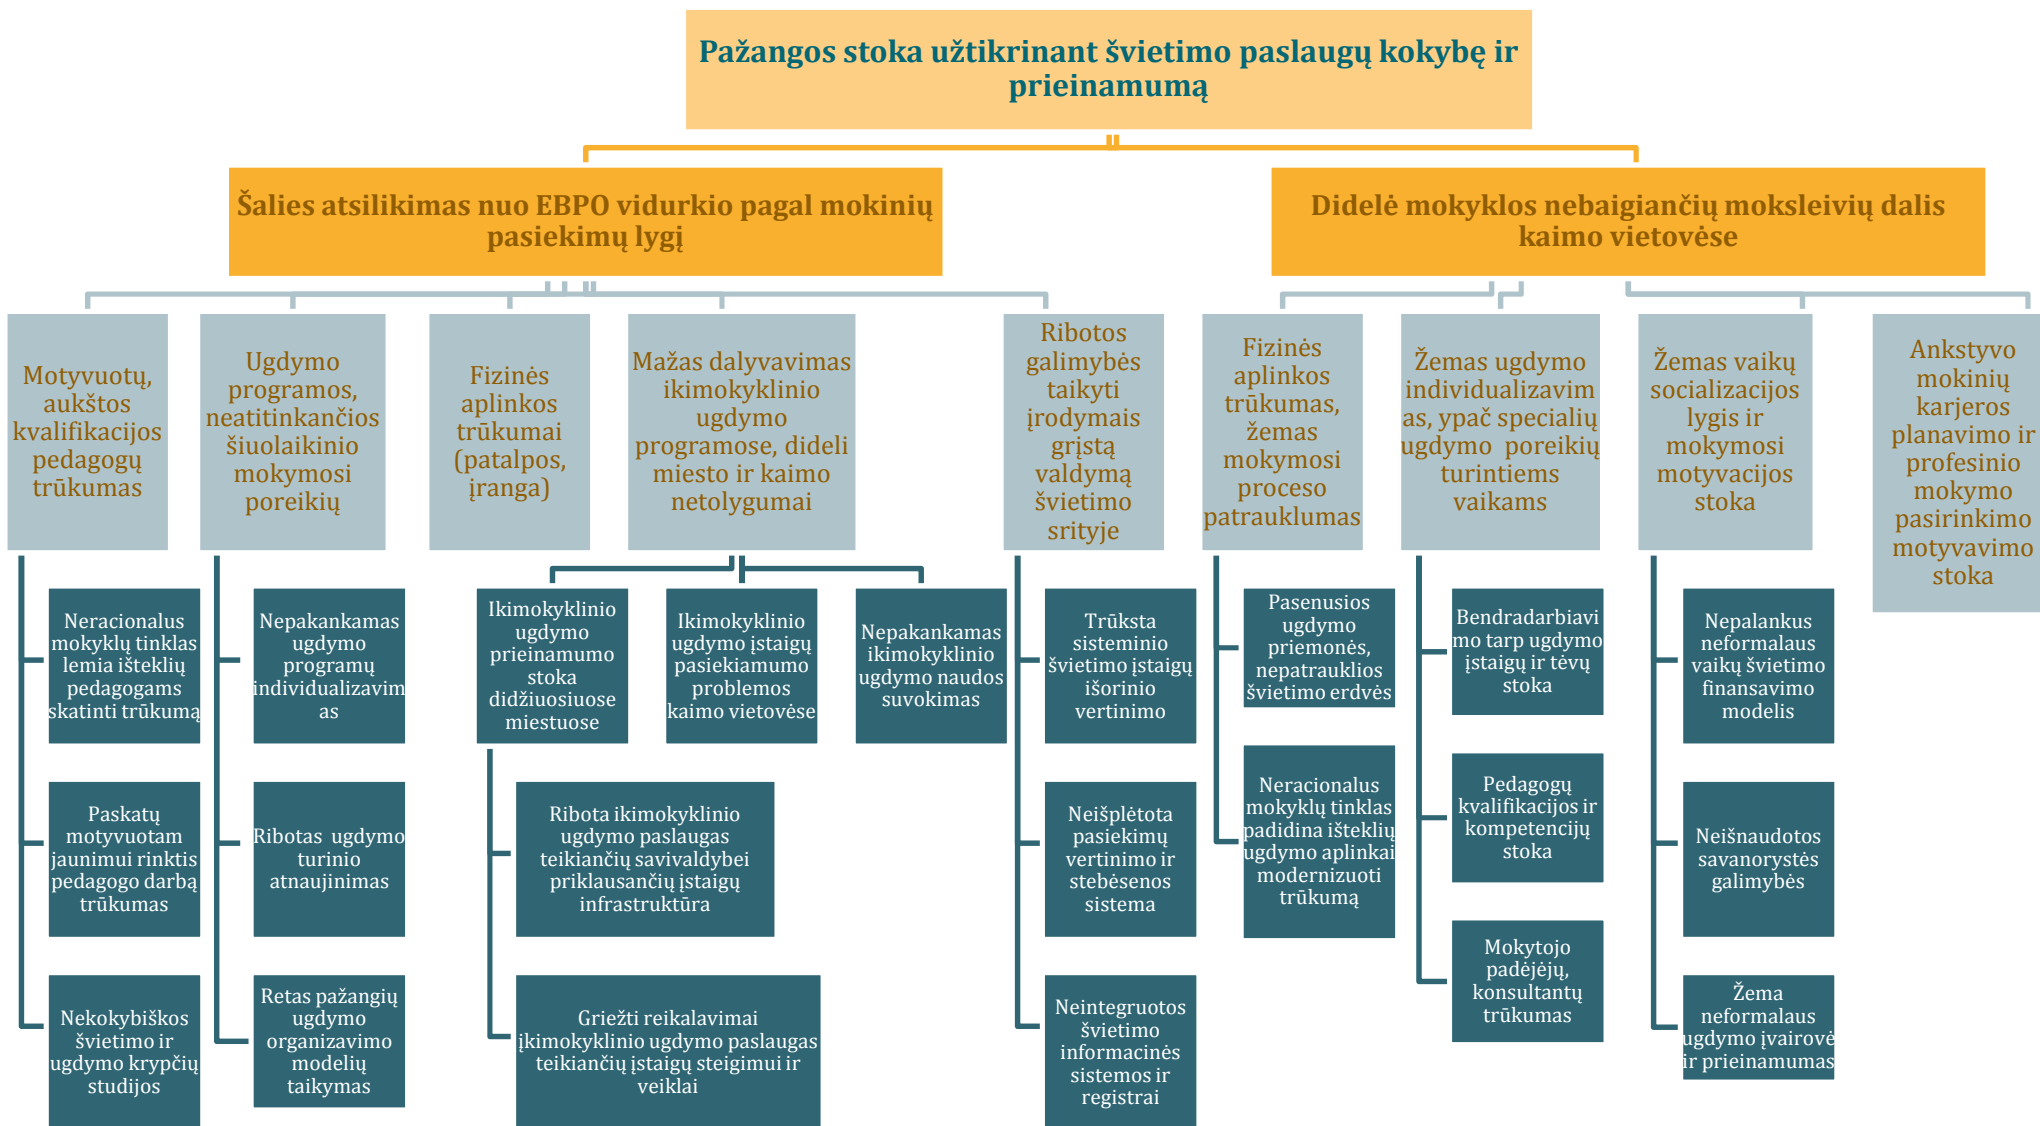 Pažangos stoka užtikrinant švietimo paslaugų kokybę ir
prieinamumą
Šalies atsilikimas nuo EBPO vidurkio pagal mokinių
pasiekimų lygį
Didelė mokyklos nebaigiančių moksleivių dalis
kaimo vietovėse
Motyvuotų,
aukštos
kvalifikacijos
pedagogų
trūkumas
Ugdymo
programos,
neatitinkančios
šiuolaikinio
mokymosi
poreikių
Fizinės
aplinkos
trūkumai
(patalpos,
įranga)
Mažas dalyvavimas
ikimokyklinio
ugdymo
programose, dideli
miesto ir kaimo
netolygumai
Ribotos
galimybės
taikyti
įrodymais
grįstą
valdymą
švietimo
srityje
Fizinės
aplinkos
trūkumas,
žemas
mokymosi
proceso
patrauklumas
Žemas ugdymo
individualizavim
as, ypač specialių
ugdymo poreikių
turintiems
vaikams
Žemas vaikų
socializacijos
lygis ir
mokymosi
motyvacijos
stoka
Ankstyvo
mokinių
karjeros
planavimo ir
profesinio
mokymo
pasirinkimo
motyvavimo
stoka
Neracionalus
mokyklų tinklas
lemia išteklių
pedagogams
skatinti trūkumą
Paskatų
motyvuotam
jaunimui rinktis
pedagogo darbą
trūkumas
Nekokybiškos
švietimo ir
ugdymo krypčių
studijos
Nepakankamas
ugdymo
programų
individualizavim
as
Ribotas ugdymo
turinio
atnaujinimas
Retas pažangių
ugdymo
organizavimo
modelių
taikymas
Ikimokyklinio
ugdymo
prieinamumo
stoka
didžiuosiuose
miestuose
Ribota ikimokyklinio
ugdymo paslaugas
teikiančių savivaldybei
priklausančių įstaigų
infrastruktūra
Griežti reikalavimai
įkimokyklinio ugdymo paslaugas
teikiančių įstaigų steigimui ir
veiklai
Ikimokyklinio
ugdymo įstaigų
pasiekiamumo
problemos
kaimo vietovėse
Nepakankamas
ikimokyklinio
ugdymo naudos
suvokimas
Trūksta
sisteminio
švietimo įstaigų
išorinio
vertinimo
Neišplėtota
pasiekimų
vertinimo ir
stebėsenos
sistema
Neintegruotos
švietimo
informacinės
sistemos ir
registrai
Pasenusios
ugdymo
priemonės,
nepatrauklios
švietimo erdvės
Neracionalus
mokyklų tinklas
padidina išteklių
ugdymo aplinkai
modernizuoti
trūkumą
Bendradarbiavi
mo tarp ugdymo
įstaigų ir tėvų
stoka
Pedagogų
kvalifikacijos ir
kompetencijų
stoka
Mokytojo
padėjėjų,
konsultantų
trūkumas
Nepalankus
neformalaus
vaikų švietimo
finansavimo
modelis
Neišnaudotos
savanorystės
galimybės
Žema
neformalaus
ugdymo įvairovė
ir prieinamumas